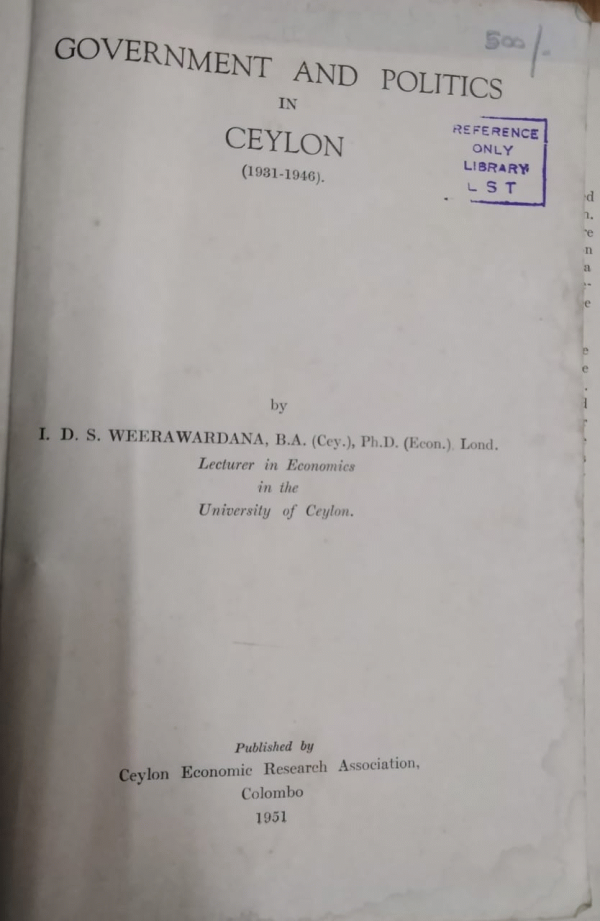 500/-
GOVERNMENT AND POLITICS
IN
CEYLON
(1931-1946).
REFERENCE
ONLY
LIBRARY
L S T
by
I. D. S. WEERAWARDANA, B.A. (Cey.), Ph.D. (Econ.) Lond.
Lecturer in Economics
in the
University of Ceylon.
Published by
Ceylon Economic Research Association,
Colombo
1951